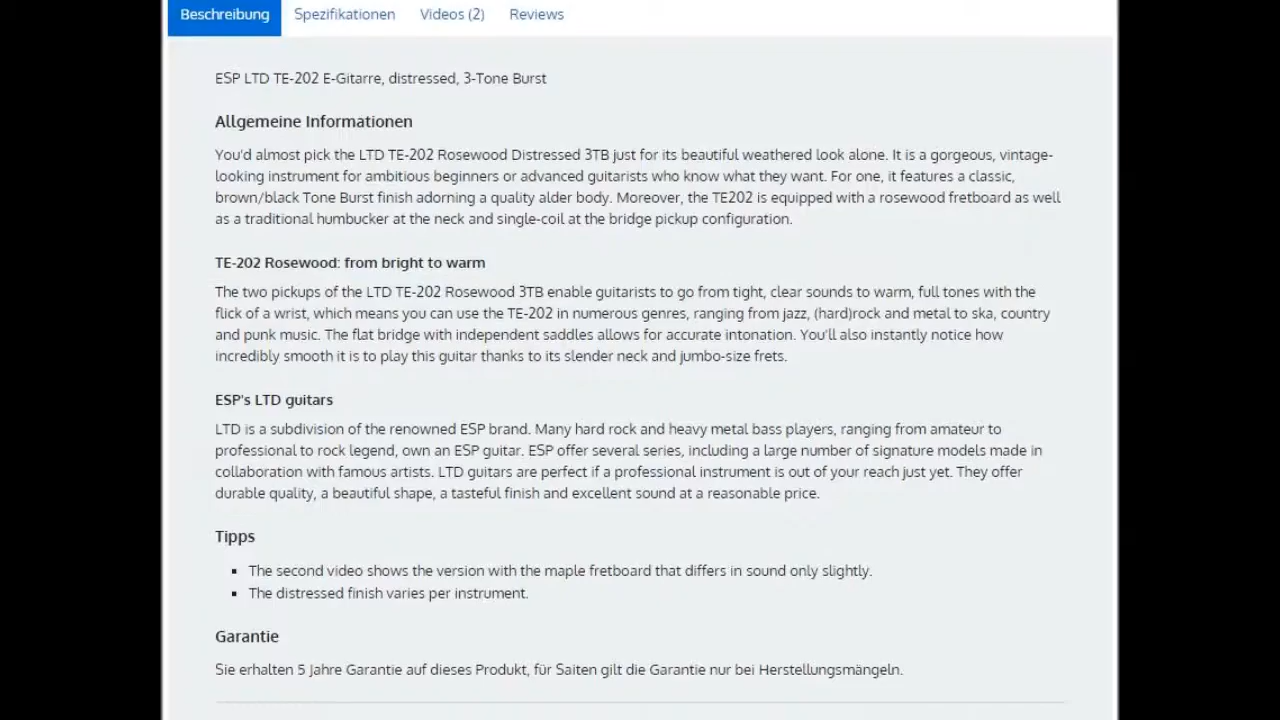 Beschreibung Spezifikationen Videos (2) Reviews
ESP LTD TE-202 E-Gitarre, distressed, 3-Tone Burst
Allgemeine Informationen
You'd almost pick the LTD TE-202 Rosewood Distressed 3TB just for its beautiful weathered look alone. It is a gorgeous, vintage-
looking instrument for ambitious beginners or advanced guitarists who know what they want. For one, it features a classic,
brown/black Tone Burst finish adorning a quality alder body. Moreover, the TE202 is equipped with a rosewood fretboard as well
as a traditional humbucker at the neck and single-coil at the bridge pickup configuration.
TE-202 Rosewood: from bright to warm
The two pickups of the LTD TE-202 Rosewood 3TB enable guitarists to go from tight, clear sounds to warm, full tones with the
flick of a wrist, which means you can use the TE-202 in numerous genres, ranging from jazz, (hard)rock and metal to ska, country
and punk music. The flat bridge with independent saddles allows for accurate intonation. You'll also instantly notice how
incredibly smooth it is to play this guitar thanks to its slender neck and jumbo-size frets.
ESP's LTD guitars
LTD is a subdivision of the renowned ESP brand. Many hard rock and heavy metal bass players, ranging from amateur to
professional to rock legend, own an ESP guitar. ESP offer several series, including a large number of signature models made in
collaboration with famous artists. LTD guitars are perfect if a professional instrument is out of your reach just yet. They offer
durable quality, a beautiful shape, a tasteful finish and excellent sound at a reasonable price.
Tipps
▪ The second video shows the version with the maple fretboard that differs in sound only slightly.
▪ The distressed finish varies per instrument.
Garantie
Sie erhalten 5 Jahre Garantie auf dieses Produkt, für Saiten gilt die Garantie nur bei Herstellungsmängeln.